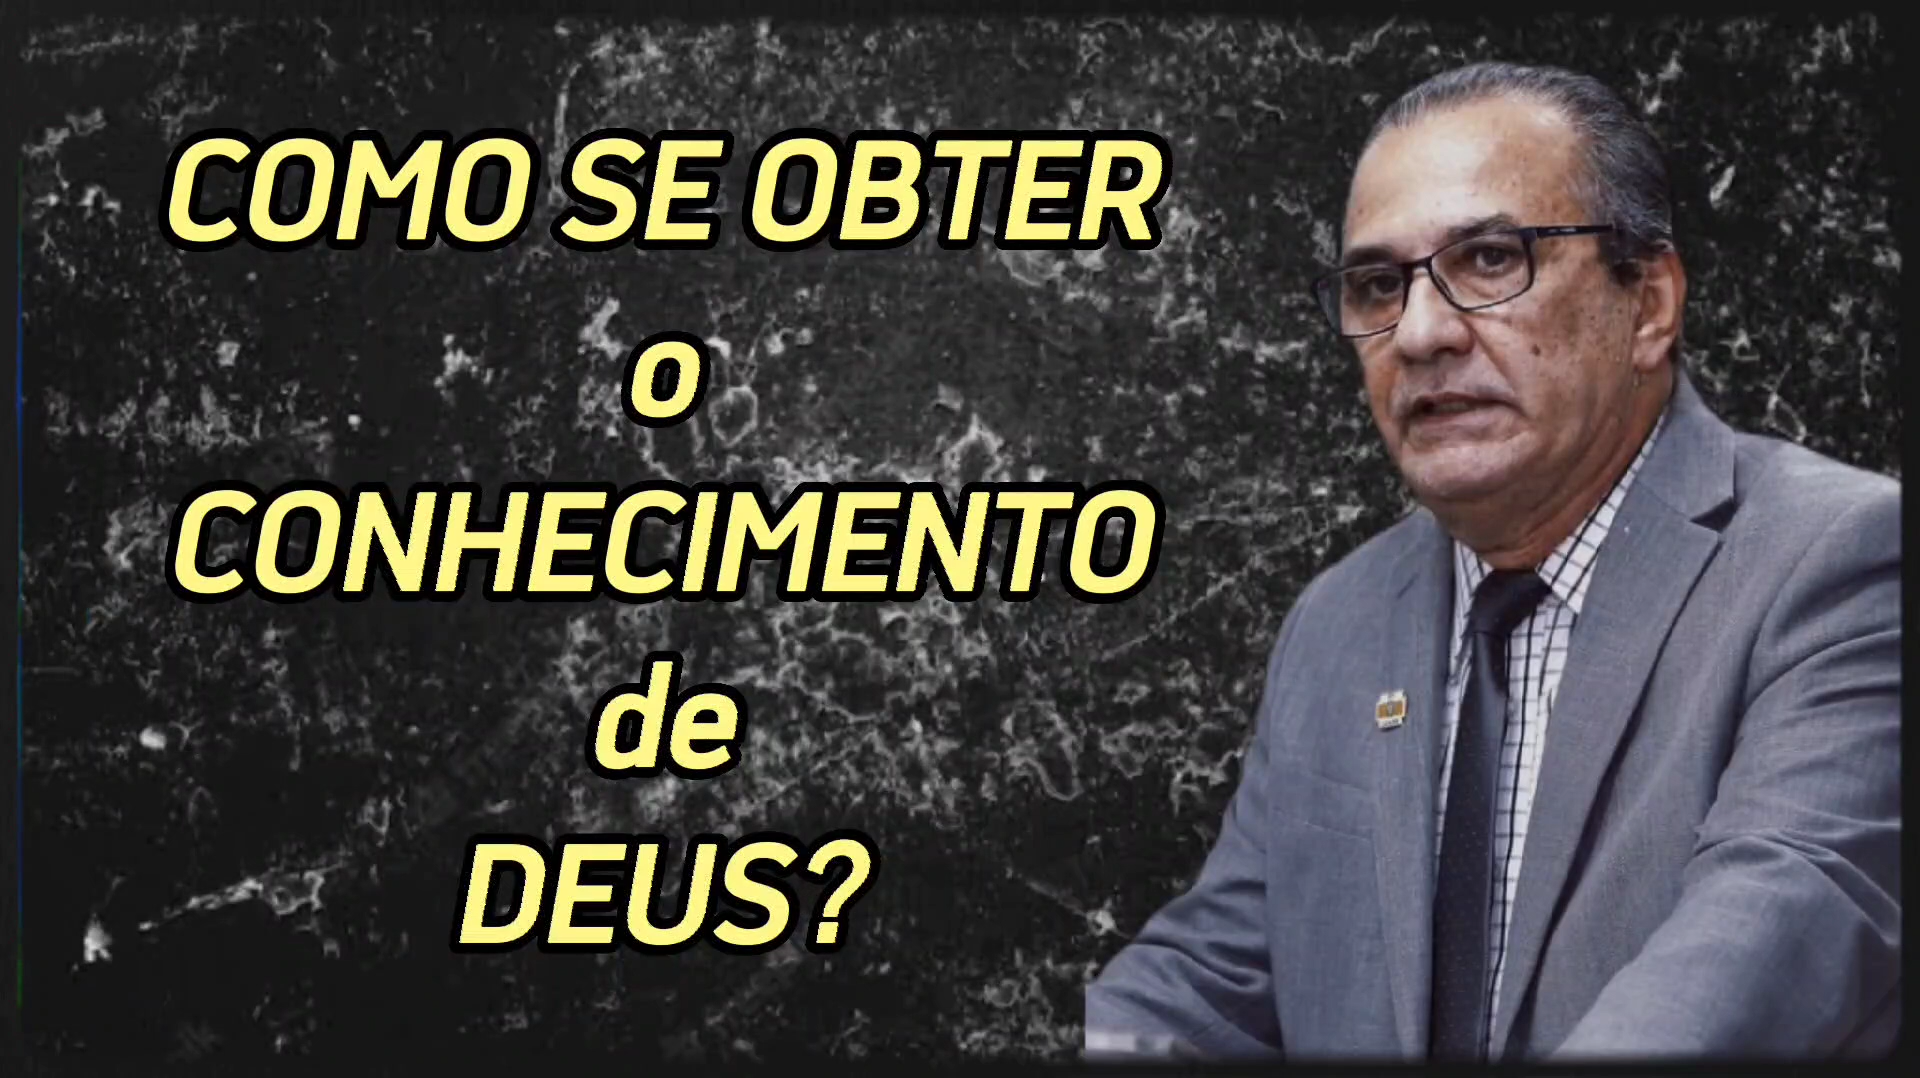 COMO SE OBTER
o
CONHECIMENTO
de
DEUS?